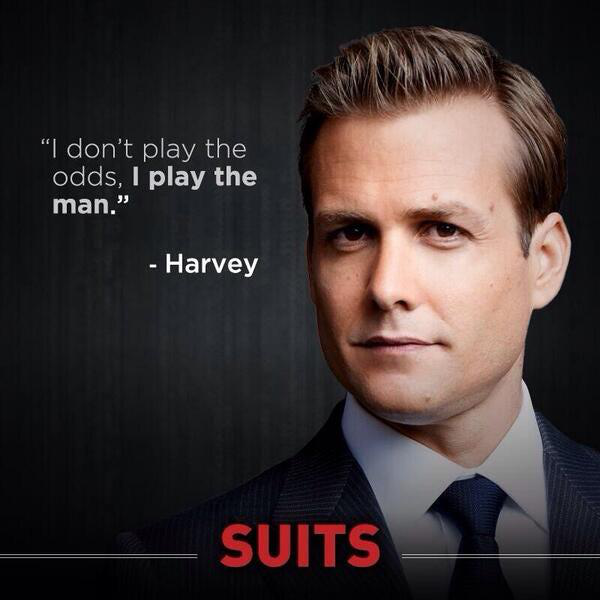 “I don’t play the
odds, I play the
man.”
- Harvey
SUITS